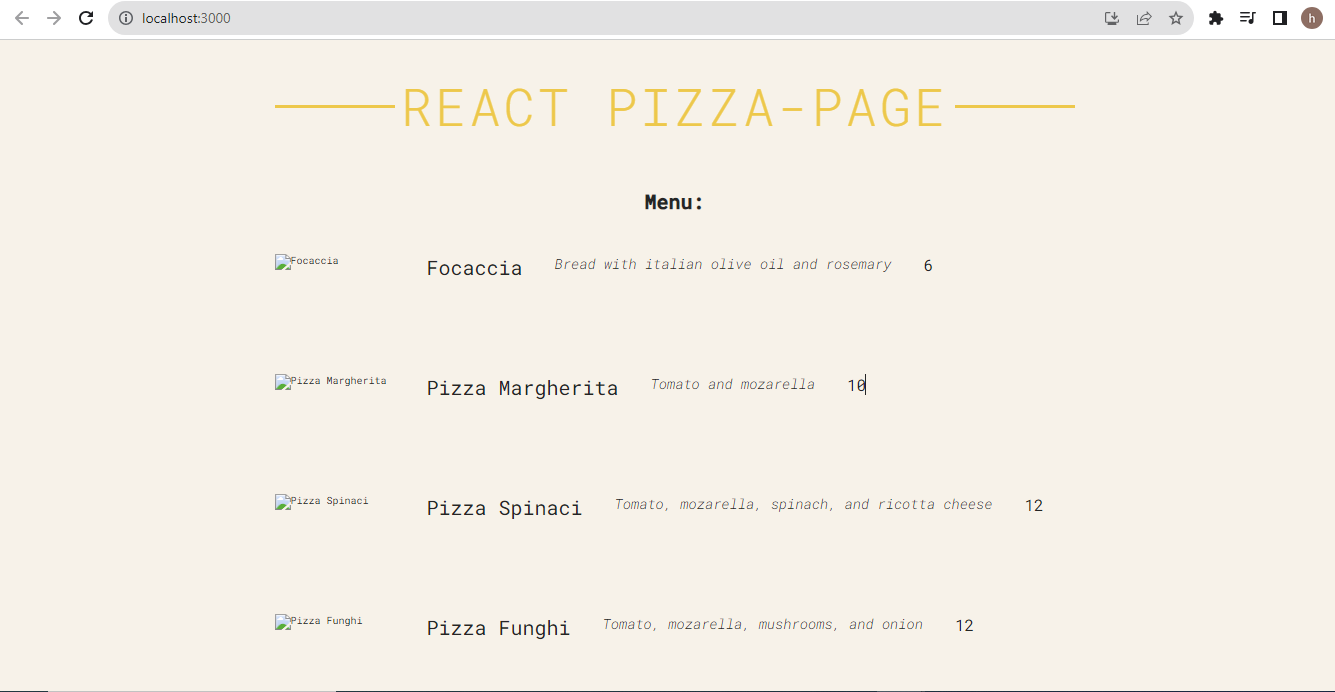 localhost:3000
h
REACT PIZZA-PAGE
Menu:
Focaccia Focaccia Bread with italian olive oil and rosemary 6
Pizza Margherita Pizza Margherita Tomato and mozarella 10
Pizza Spinaci Pizza Spinaci Tomato, mozarella, spinach, and ricotta cheese 12
Pizza Funghi Pizza Funghi Tomato, mozarella, mushrooms, and onion 12